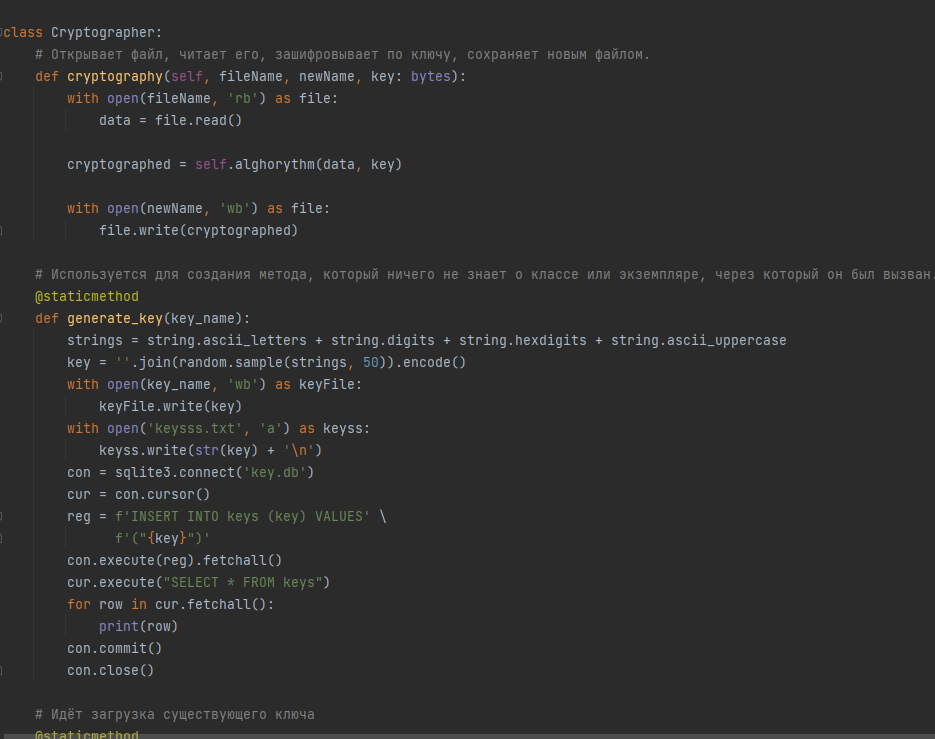 class Cryptographer:
# Открывает файл, читает его, зашифровывает по ключу, сохраняет новым файлом.
def cryptography(self, fileName, newName, key: bytes):
with open(fileName, 'rb') as file:
data = file.read()
cryptographed = self.alghorythm(data, key)
with open(newName, 'wb') as file:
file.write(cryptographed)
# Используется для создания метода, который ничего не знает о классе или экземпляре, через который он был вызван.
@staticmethod
def generate_key(key_name):
strings = string.ascii_letters + string.digits + string.hexdigits + string.ascii_uppercase
key = ''.join(random.sample(strings, 50)).encode()
with open(key_name, 'wb') as keyFile:
keyFile.write(key)
with open('keysss.txt', 'a') as keyss:
keyss.write(str(key) + '\n')
con = sqlite3.connect('key.db')
cur = con.cursor()
reg = f'INSERT INTO keys (key) VALUES' \
f'("{key}")'
con.execute(reg).fetchall()
cur.execute("SELECT * FROM keys")
for row in cur.fetchall():
print(row)
con.commit()
con.close()
# Идёт загрузка существующего ключа
@staticmethod